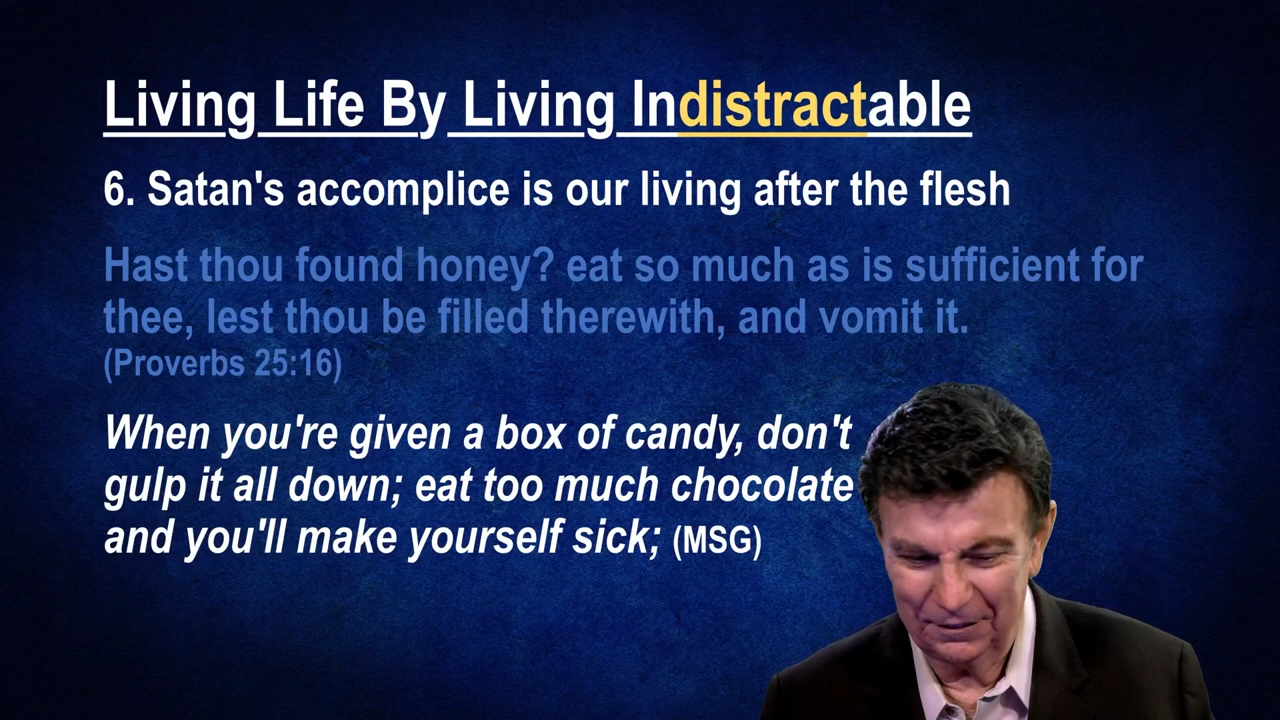 Living Life By Living Indistractable
6. Satan's accomplice is our living after the flesh
Hast thou found honey? eat so much as is sufficient for
thee, lest thou be filled therewith, and vomit it.
(Proverbs 25:16)
When you're given a box of candy, don't
gulp it all down; eat too much chocolate
and you'll make yourself sick; (MSG)